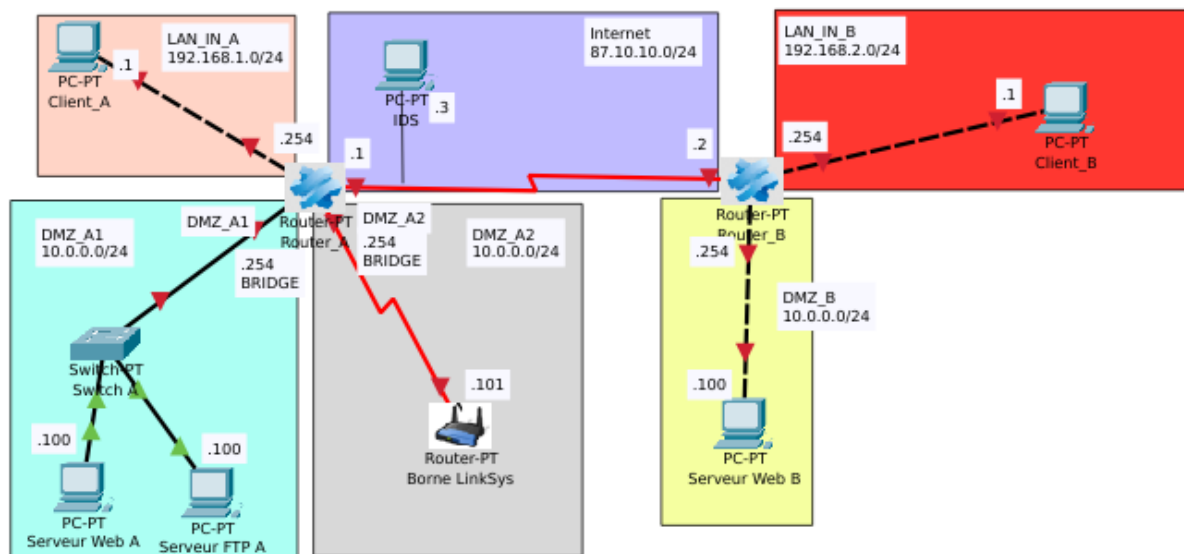 LAN_IN_A
192.168.1.0/24
.1
PC-PT
Client_A
.254
Internet
87.10.10.0/24
PC-PT
IDS
.3
.1
.2
LAN_IN_B
192.168.2.0/24
.1
.254
PC-PT
Client_B
Router-PT
Router_A
Router-PT
Router_B
DMZ_A1
10.0.0.0/24
DMZ_A1
.254
BRIDGE
Switch-PT
Switch A
.100
.100
PC-PT
Serveur Web A
PC-PT
Serveur FTP A
DMZ_A2
.254
BRIDGE
DMZ_A2
10.0.0.0/24
.101
Router-PT
Borne LinkSys
.254
DMZ_B
10.0.0.0/24
.100
PC-PT
Serveur Web B